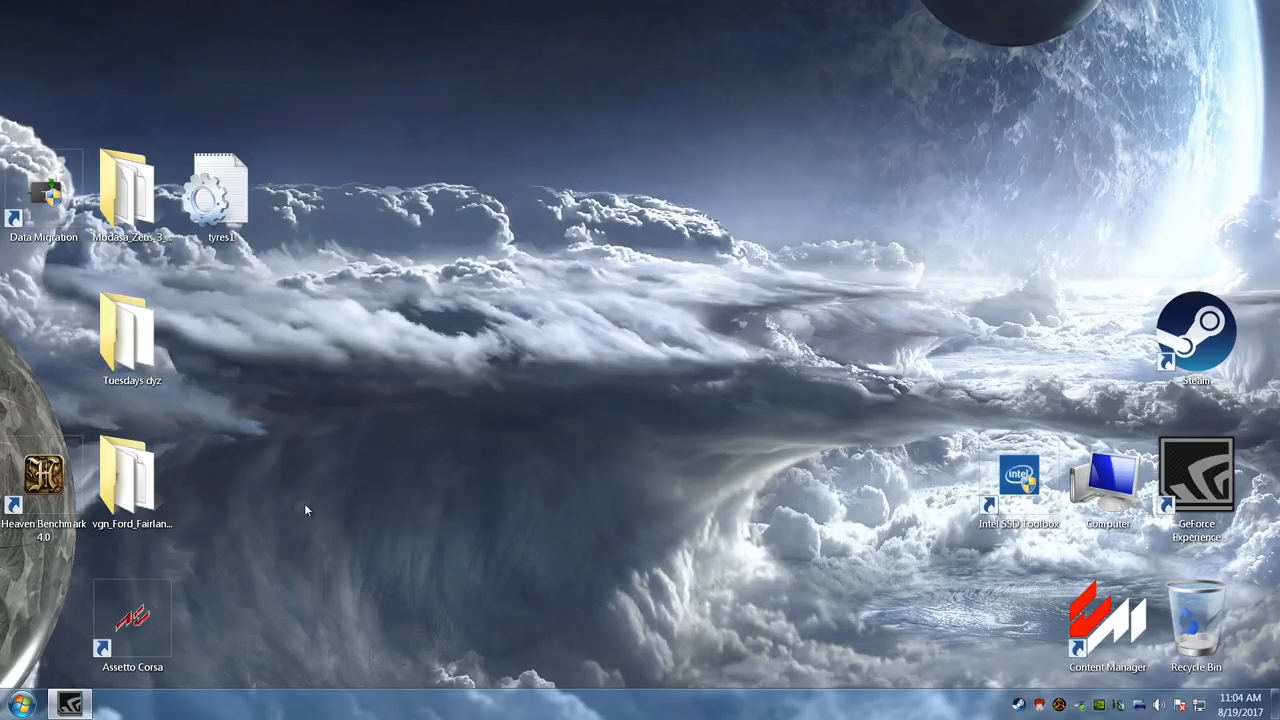 Data Migration
Modasa_Zeus_3_...
tyres1
Tuesdays dyz
Steam
Heaven Benchmark
4.0
vgn_Ford_Fairlan...
intel
Intel SSD Toolbox
Computer
GeForce
Experience
Assetto Corsa
Content Manager
Recycle Bin
11:04 AM
8/19/2017